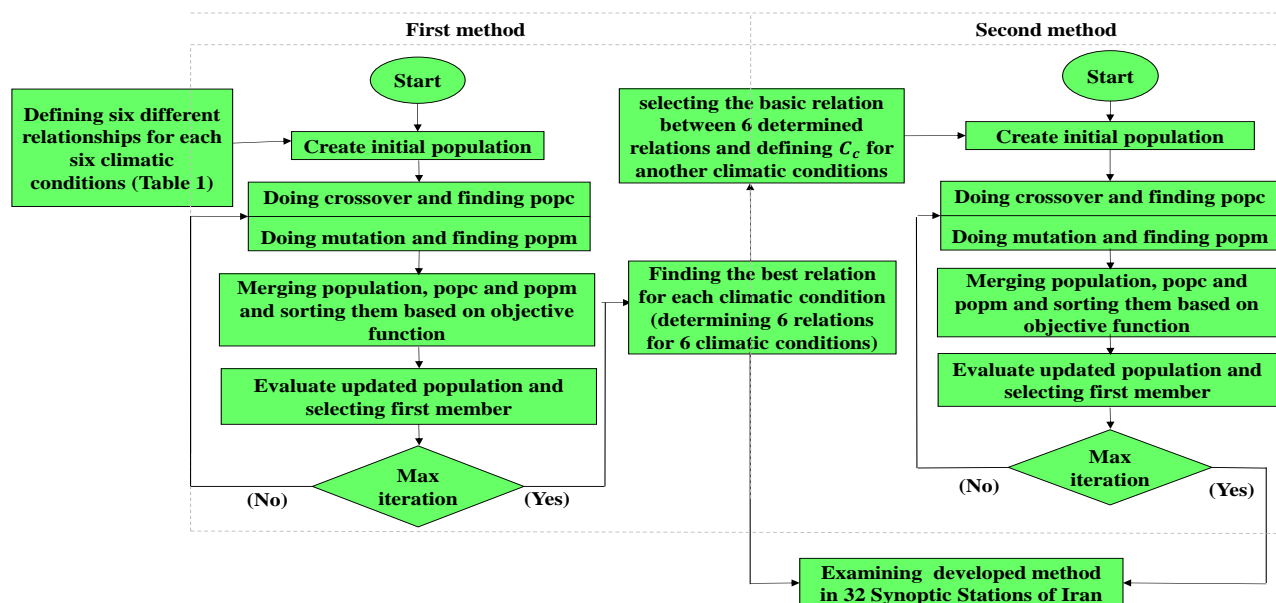 First method
Second method
Start
Defining six different
relationships for each
six climatic
conditions (Table 1)
Create initial population
Doing crossover and finding popc
Doing mutation and finding popm
Merging population, popc and popm
and sorting them based on objective
function
Evaluate updated population and
selecting first member
Max
iteration
(No)
(Yes)
Finding the best relation
for each climatic condition
(determining 6 relations
for 6 climatic conditions)
selecting the basic relation
between 6 determined
relations and defining C_c for
another climatic conditions
Start
Create initial population
Doing crossover and finding popc
Doing mutation and finding popm
Merging population, popc and
popm and sorting them based on
objective function
Evaluate updated population and
selecting first member
Max
iteration
(No)
(Yes)
Examining developed method
in 32 Synoptic Stations of Iran